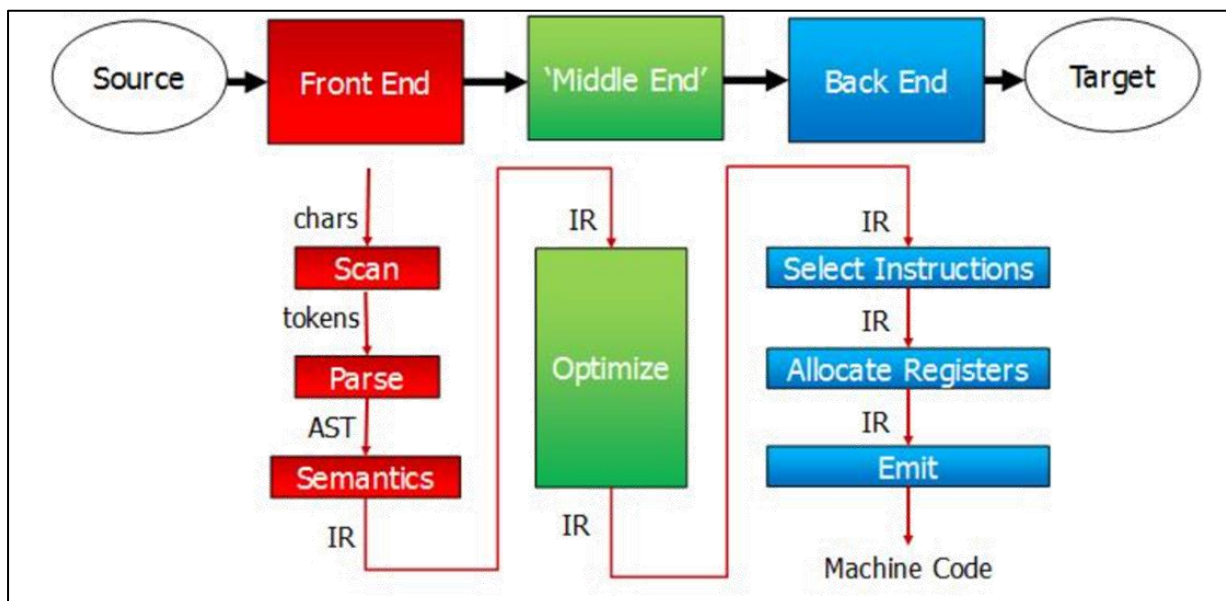 Source
Front End
‘Middle End’
Back End
Target
chars
Scan
tokens
Parse
AST
Semantics
IR
IR
Optimize
IR
IR
Select Instructions
IR
Allocate Registers
IR
Emit
Machine Code